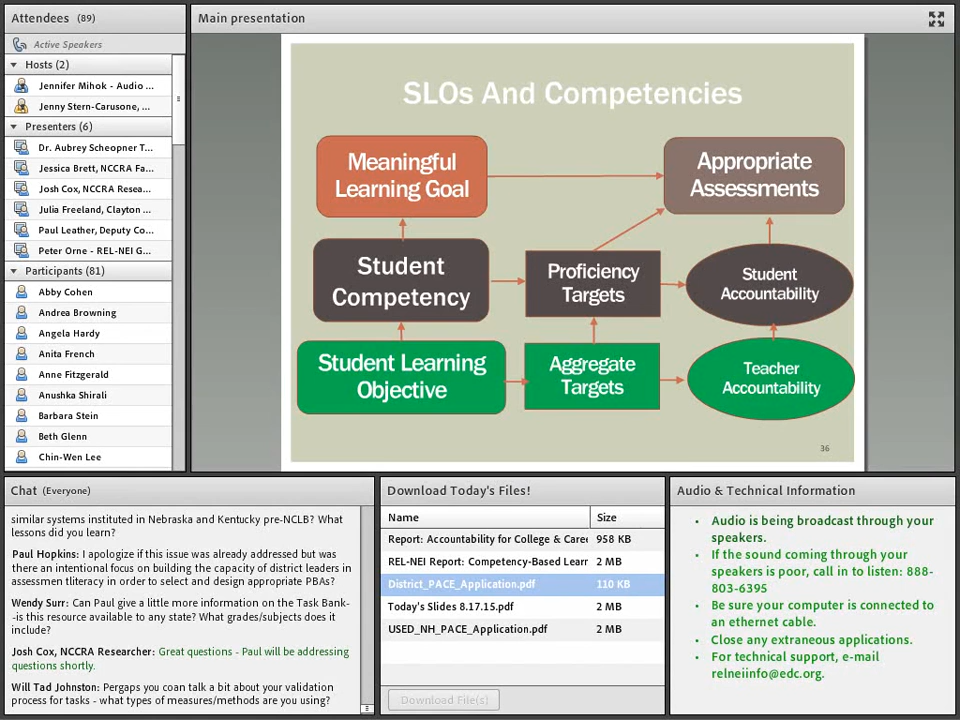 Attendees (89)
Active Speakers
Hosts (2)
Jennifer Mihok - Audio ...
Jenny Stern-Carusone, ...
Presenters (6)
Dr. Aubrey Scheopner T...
Jessica Brett, NCCRA Fa...
Josh Cox, NCCRA Resea...
Julia Freeland, Clayton ...
Paul Leather, Deputy Co...
Peter Orne - REL-NEI G...
Participants (81)
Abby Cohen
Andrea Browning
Angela Hardy
Anita French
Anne Fitzgerald
Anushka Shirali
Barbara Stein
Beth Glenn
Chin-Wen Lee
Main presentation
SLOs And Competencies
Meaningful
Learning Goal
Appropriate
Assessments
Student
Competency
Proficiency
Targets
Student
Accountability
Student Learning
Objective
Aggregate
Targets
Teacher
Accountability
36
Chat (Everyone)
similar systems instituted in Nebraska and Kentucky pre-NCLB? What
lessons did you learn?
Paul Hopkins: I apologize if this issue was already addressed but was
there an intentional focus on building the capacity of district leaders in
assessmen tliteracy in order to select and design appropriate PBAs?
Wendy Surr: Can Paul give a little more information on the Task Bank-
-is this resource available to any state? What grades/subjects does it
include?
Josh Cox, NCCRA Researcher: Great questions - Paul will be addressing
questions shortly.
Will Tad Johnston: Pergaps you coan talk a bit about your validation
process for tasks - what types of measures/methods are you using?
Download Today's Files!
Name Size
Report: Accountability for College & Caree 958 KB
REL-NEI Report: Competency-Based Learr 2 MB
District_PACE_Application.pdf 110 KB
Today's Slides 8.17.15.pdf 2 MB
USED_NH_PACE_Application.pdf 2 MB
Download File(s)
Audio & Technical Information
• Audio is being broadcast through your
speakers.
• If the sound coming through your
speakers is poor, call in to listen: 888-
803-6395
• Be sure your computer is connected to
an ethernet cable.
• Close any extraneous applications.
• For technical support, e-mail
relneiinfo@edc.org.